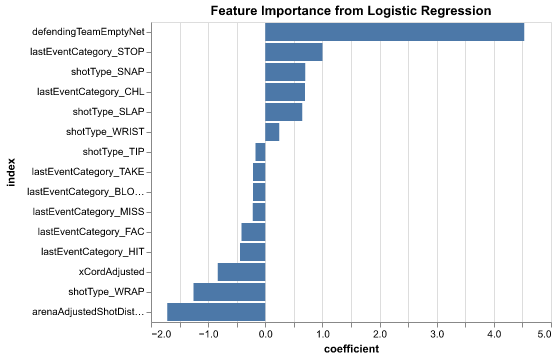 Feature Importance from Logistic Regression
defendingTeamEmptyNet
lastEventCategory_STOP
shotType_SNAP
lastEventCategory_CHL
shotType_SLAP
shotType_WRIST
shotType_TIP
lastEventCategory_TAKE
lastEventCategory_BLO…
lastEventCategory_MISS
lastEventCategory_FAC
lastEventCategory_HIT
xCordAdjusted
shotType_WRAP
arenaAdjustedShotDist…
index
−2.0 −1.0 0.0 1.0 2.0 3.0 4.0 5.0
coefficient